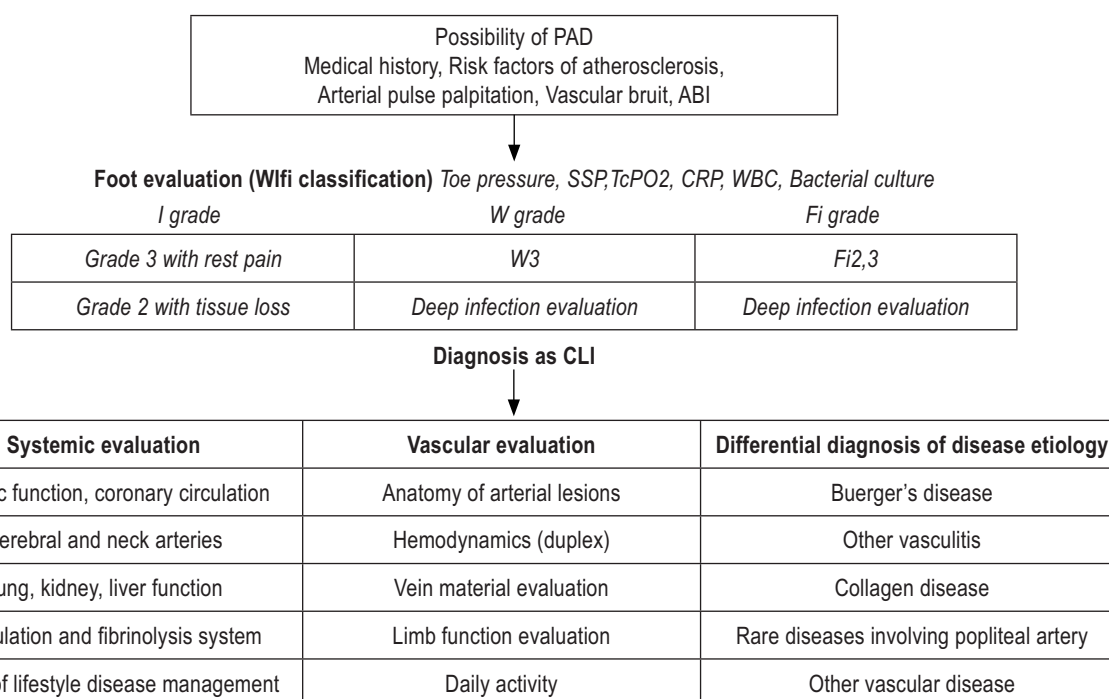 Possibility of PAD
Medical history, Risk factors of atherosclerosis,
Arterial pulse palpitation, Vascular bruit, ABI
Foot evaluation (WIfi classification) Toe pressure, SSP,TcPO2, CRP, WBC, Bacterial culture
I grade W grade Fi grade
Grade 3 with rest pain W3 Fi2,3
Grade 2 with tissue loss Deep infection evaluation Deep infection evaluation
Diagnosis as CLI
Systemic evaluation Vascular evaluation Differential diagnosis of disease etiology
c function, coronary circulation Anatomy of arterial lesions Buerger's disease
erebral and neck arteries Hemodynamics (duplex) Other vasculitis
ung, kidney, liver function Vein material evaluation Collagen disease
ulation and fibrinolysis system Limb function evaluation Rare diseases involving popliteal artery
of lifestyle disease management Daily activity Other vascular disease